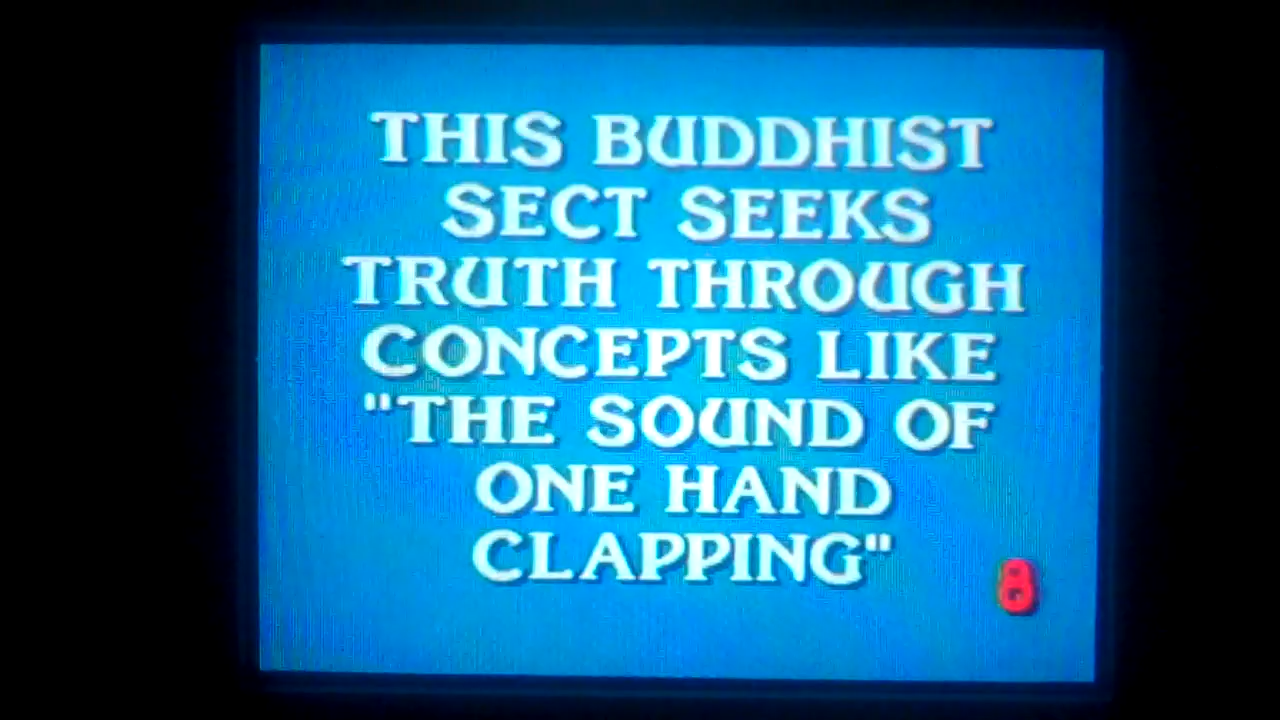 THIS BUDDHIST
SECT SEEKS
TRUTH THROUGH
CONCEPTS LIKE
"THE SOUND OF
ONE HAND
CLAPPING"
8